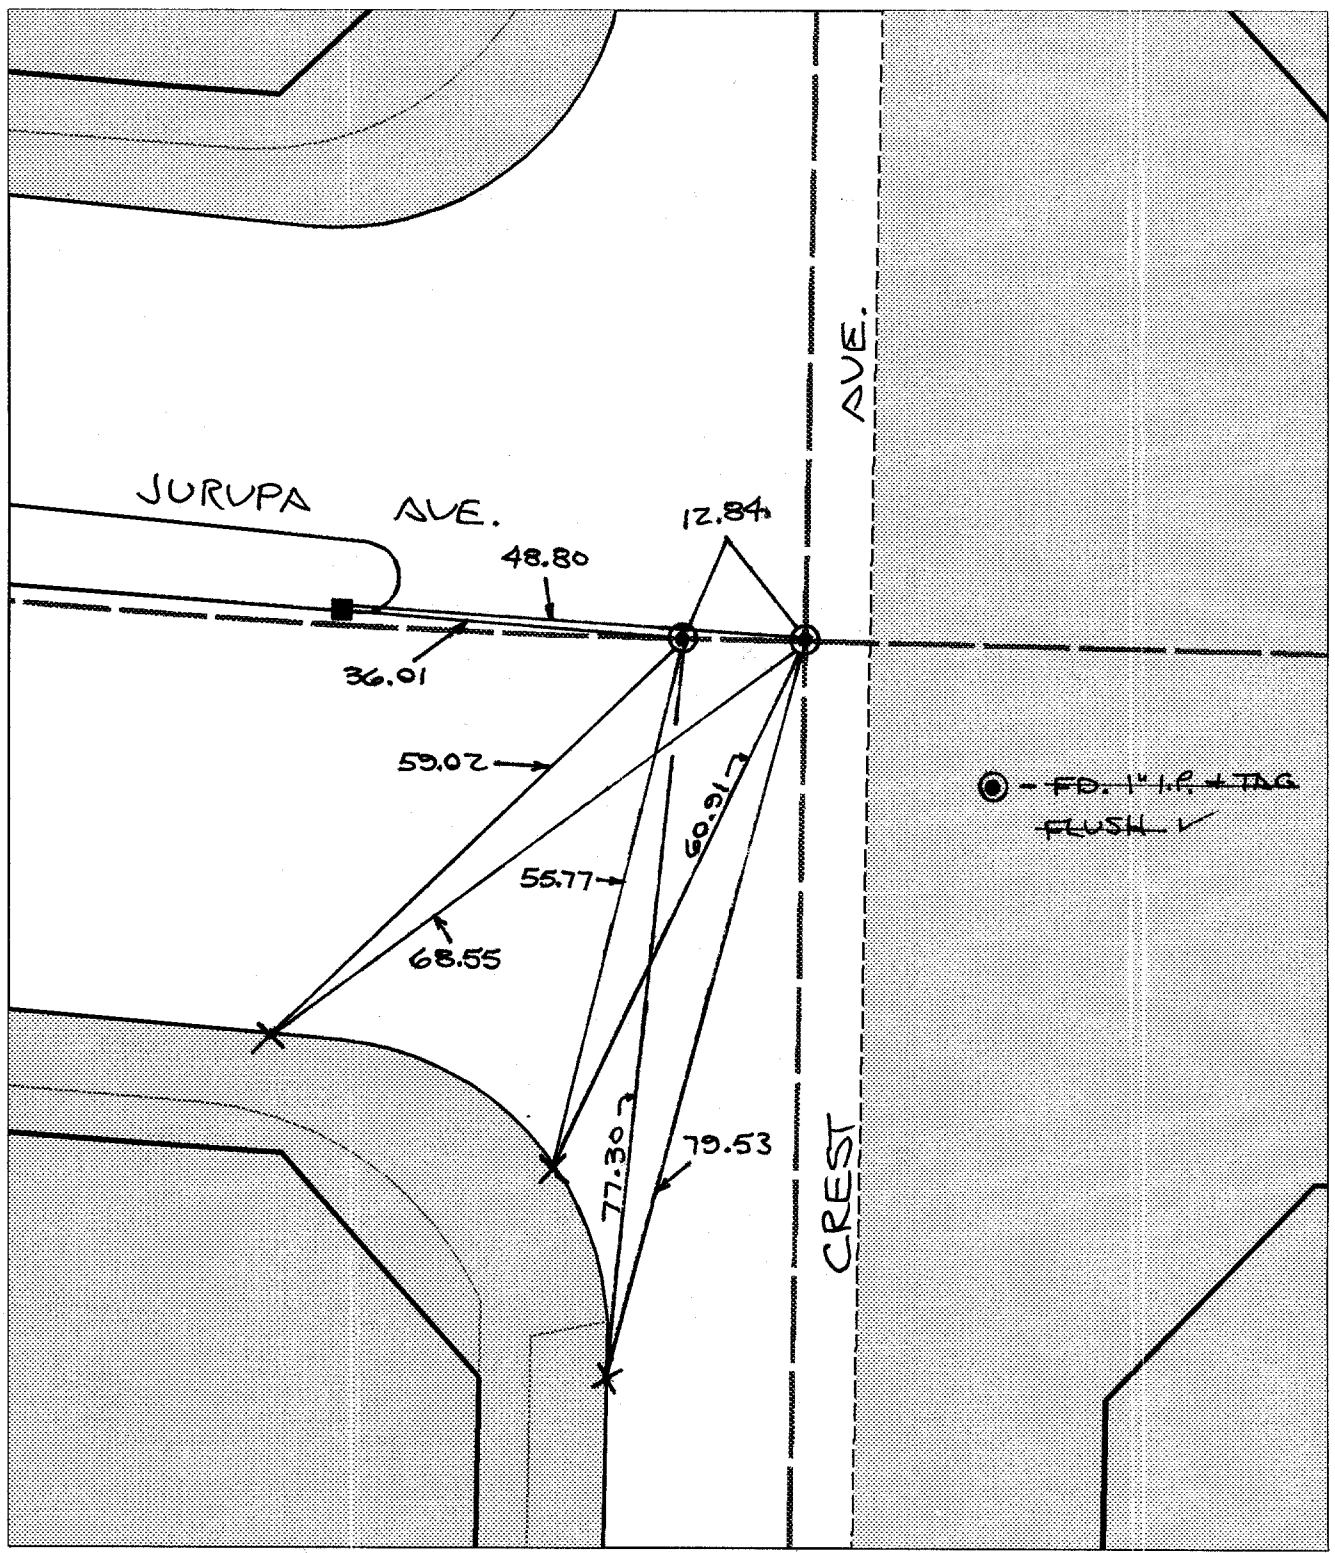 AVE.
JURUPA AVE.
12.84
48.80
36.01
59.02
60.91
FD. 1" I.P. & TAG
FLUSH
55.77
68.55
77.30
79.53
CREST